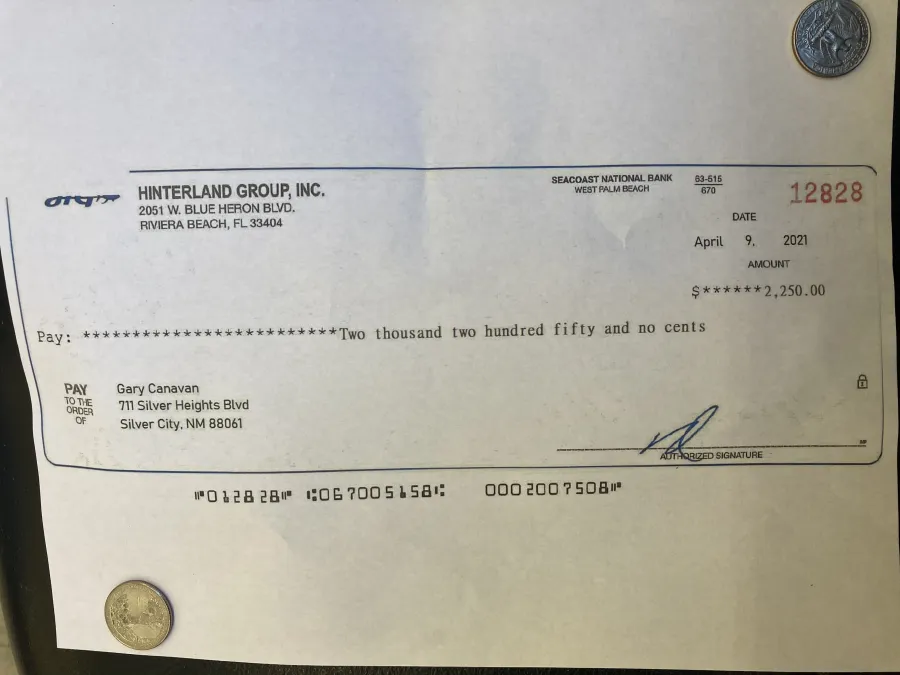 HINTERLAND GROUP, INC.
2051 W. BLUE HERON BLVD.
RIVIERA BEACH, FL 33404
SEACOAST NATIONAL BANK
WEST PALM BEACH
63-515
670
12828
DATE
April 9, 2021
AMOUNT
$******2,250.00
Pay: *************************Two thousand two hundred fifty and no cents
PAY
TO THE
ORDER
OF
Gary Canavan
711 Silver Heights Blvd
Silver City, NM 88061
AUTHORIZED SIGNATURE
⑈012828⑈ ⑆067005158⑆ 0002007508⑈